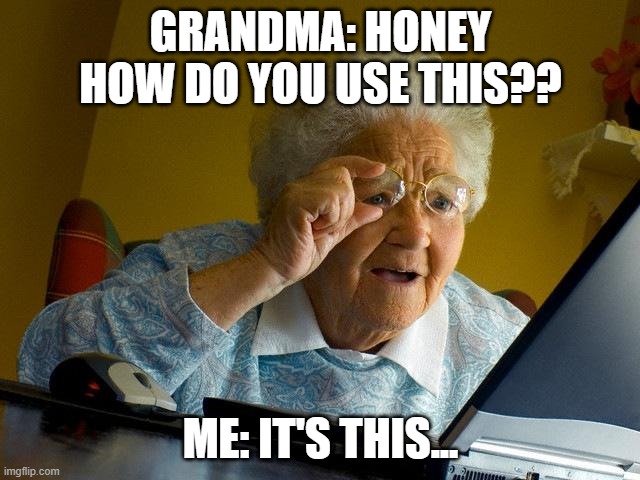 GRANDMA: HONEY
HOW DO YOU USE THIS??
ME: IT'S THIS...
imgflip.com